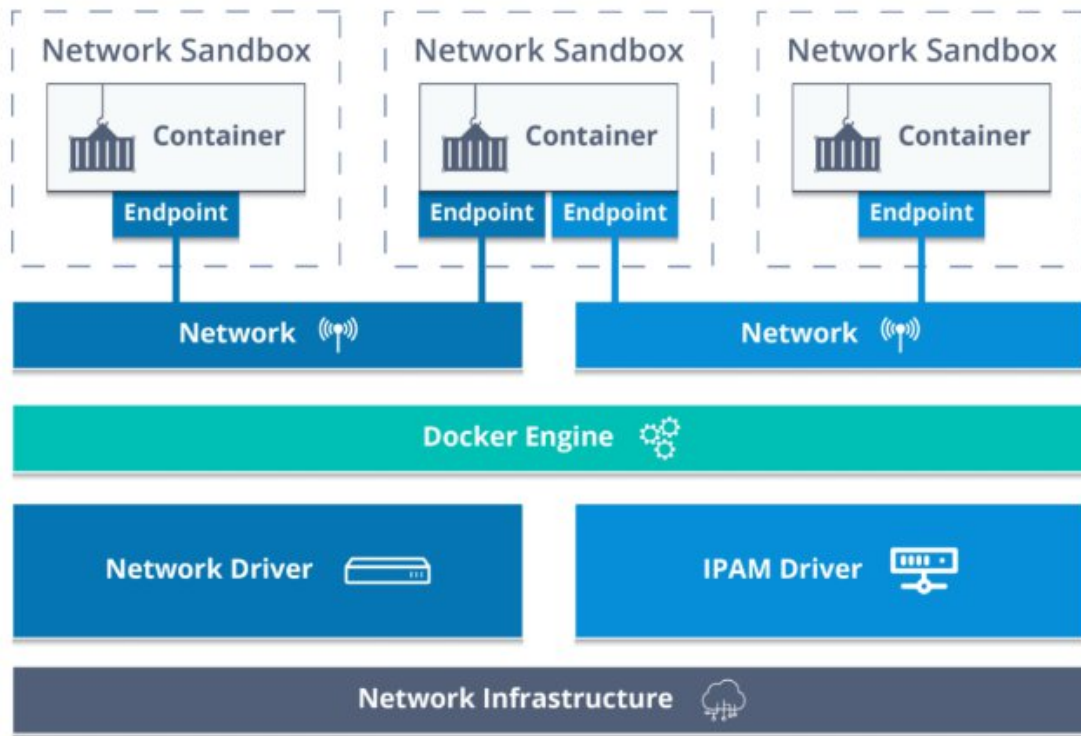 Network Sandbox
Network Sandbox
Network Sandbox
Container
Container
Container
Endpoint
Endpoint
Endpoint
Endpoint
Network
Network
Docker Engine
Network Driver
IPAM Driver
Network Infrastructure